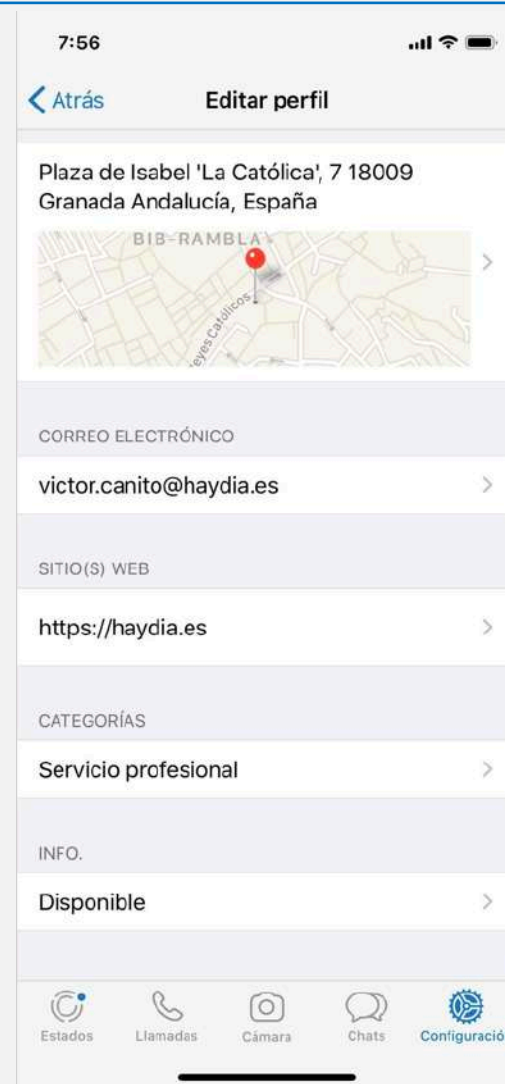 7:56
Atrás
Editar perfil
Plaza de Isabel 'La Católica', 7 18009
Granada Andalucía, España
BIB-RAMBLA
Reyes Católicos
CORREO ELECTRÓNICO
victor.canito@haydia.es
SITIO(S) WEB
https://haydia.es
CATEGORÍAS
Servicio profesional
INFO.
Disponible
Estados Llamadas Cámara Chats Configuració